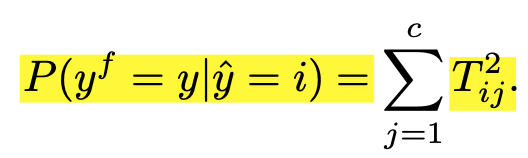 P(y^f = y|ŷ = i) = \sum_{j=1}^{c} T_{ij}^2.